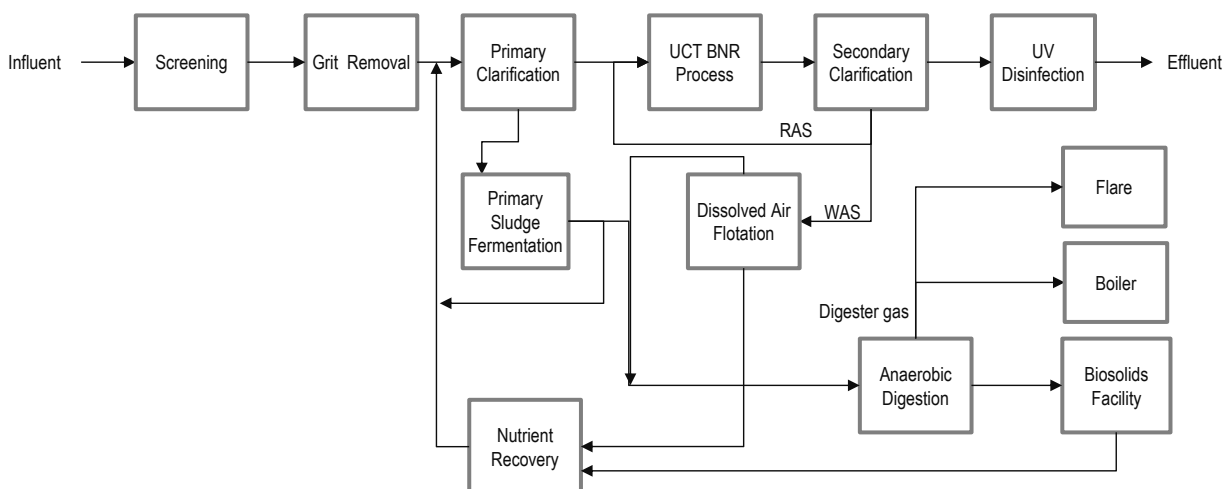 Influent
Screening
Grit Removal
Primary
Clarification
UCT BNR
Process
Secondary
Clarification
UV
Disinfection
Effluent
RAS
Primary
Sludge
Fermentation
Dissolved Air
Flotation
WAS
Flare
Boiler
Digester gas
Anaerobic
Digestion
Biosolids
Facility
Nutrient
Recovery